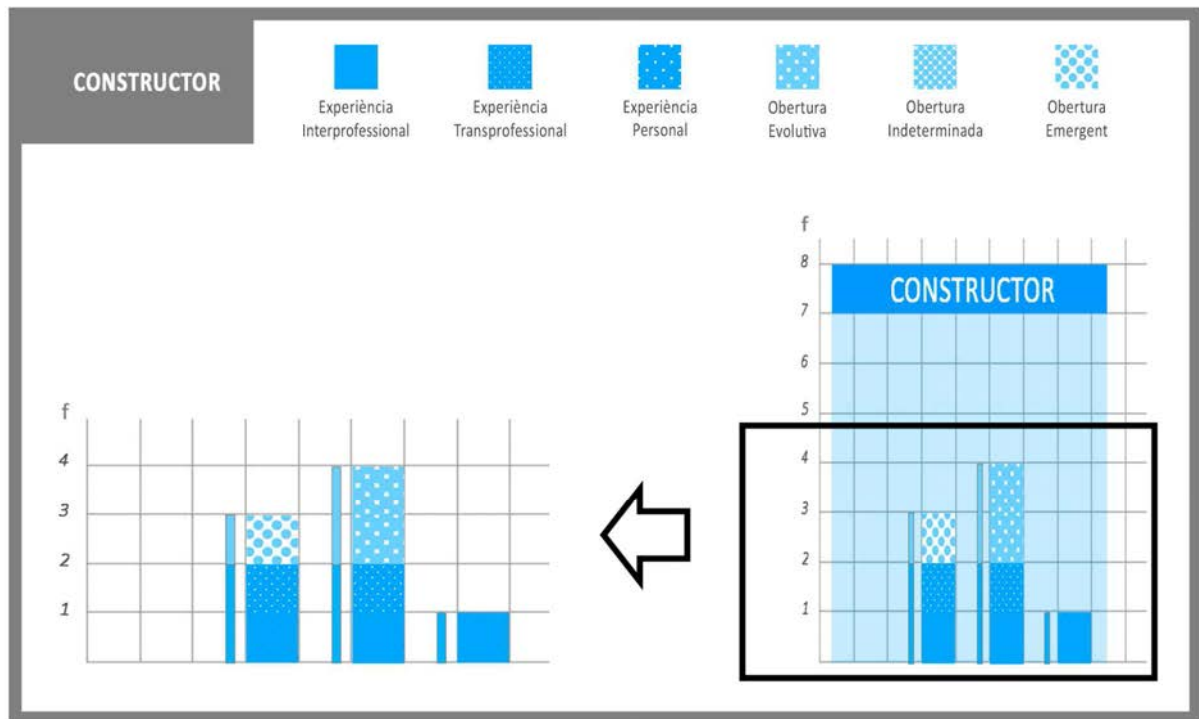 CONSTRUCTOR
Experiència
Interprofessional
Experiència
Transprofessional
Experiència
Personal
Obertura
Evolutiva
Obertura
Indeterminada
Obertura
Emergent
f
4
3
2
1
f
8
7
6
5
4
3
2
1
CONSTRUCTOR